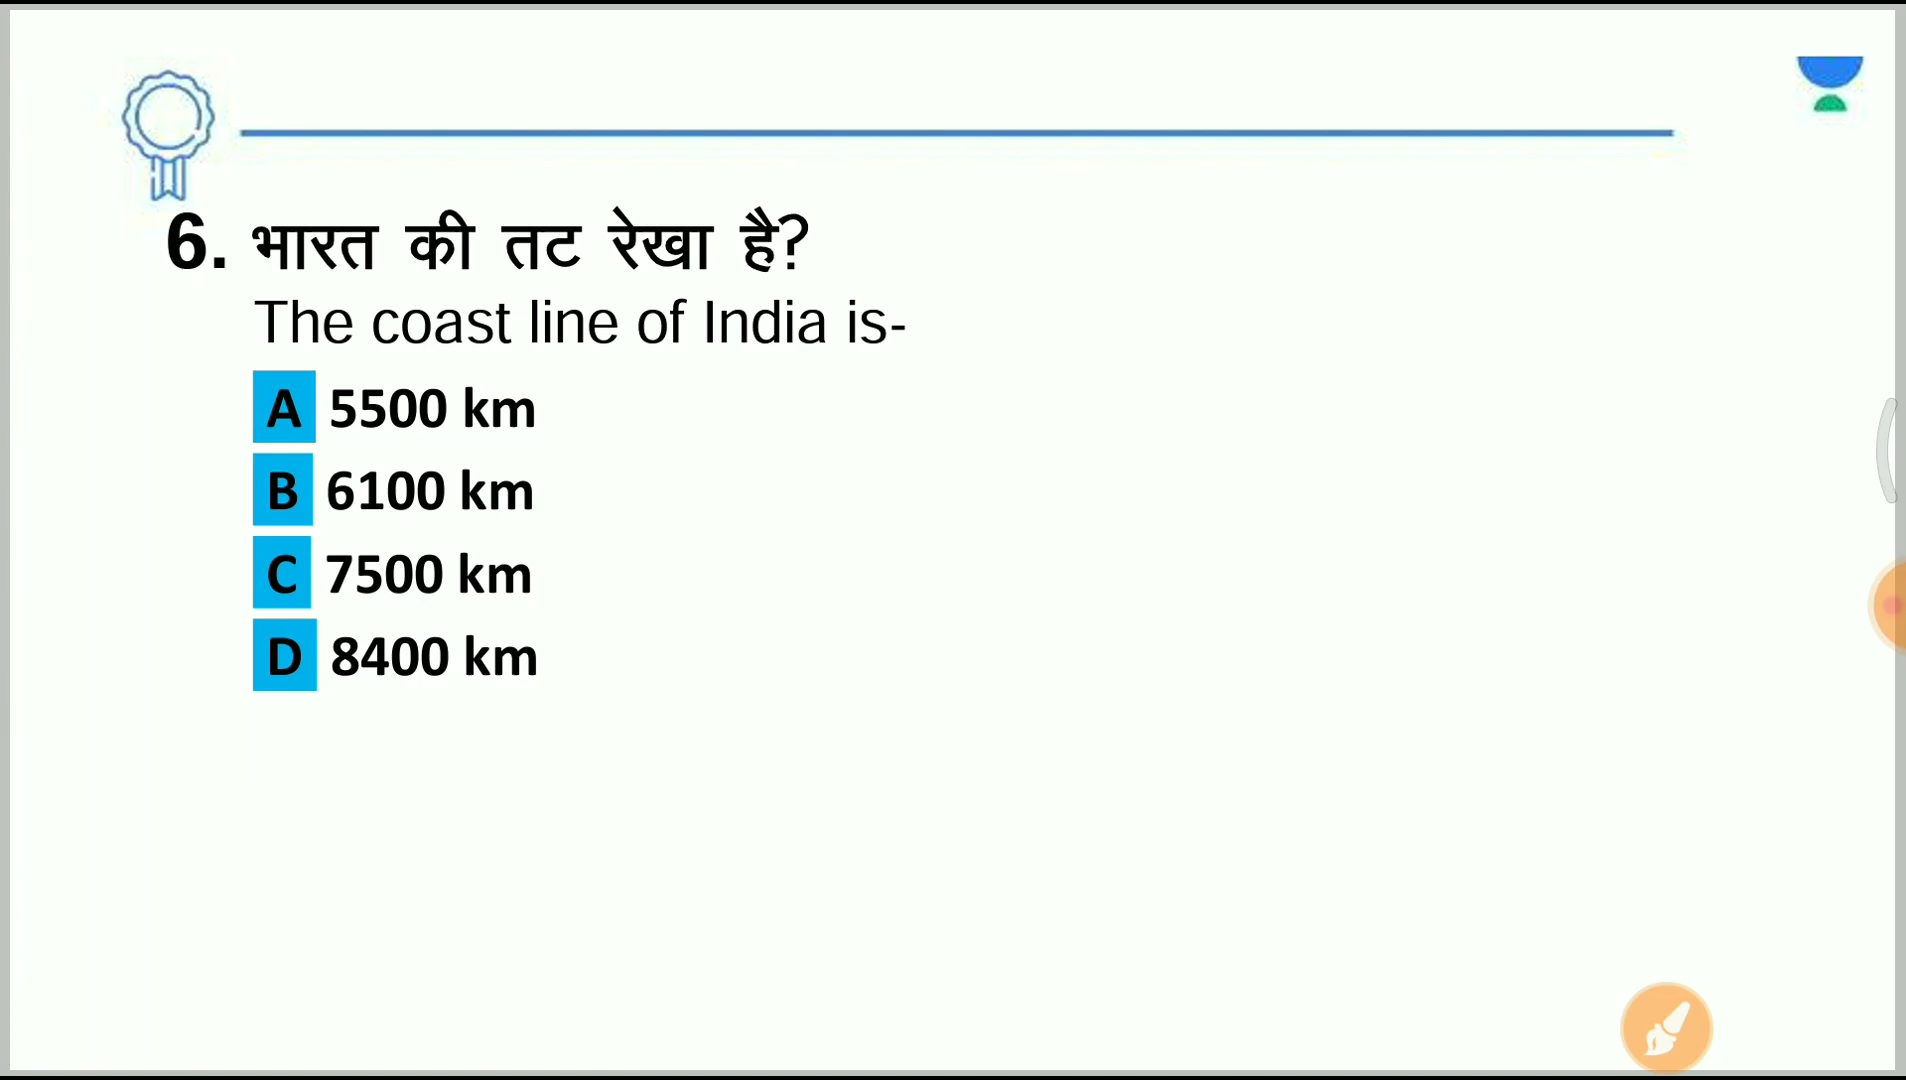 6. भारत की तट रेखा है?
The coast line of India is-
A 5500 km
B 6100 km
C 7500 km
D 8400 km